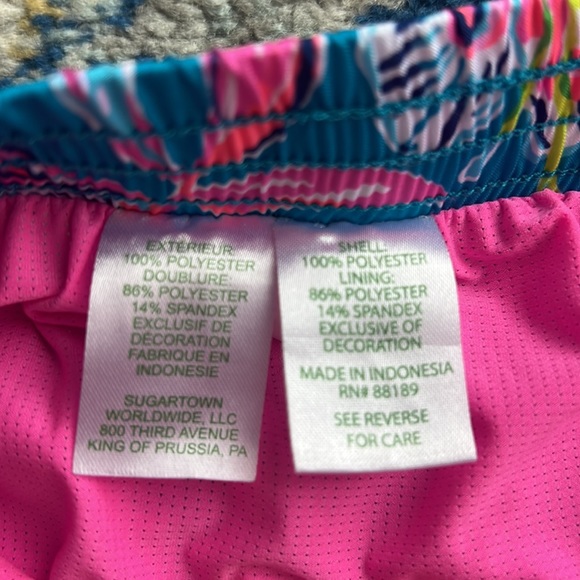 EXTÉRIEUR:
100% POLYESTER
DOUBLURE:
86% POLYESTER
14% SPANDEX
EXCLUSIF DE
DÉCORATION
FABRIQUE EN
INDONESIE
SUGARTOWN
WORLDWIDE, LLC
800 THIRD AVENUE
KING OF PRUSSIA, PA
SHELL:
100% POLYESTER
LINING:
86% POLYESTER
14% SPANDEX
EXCLUSIVE OF
DECORATION
MADE IN INDONESIA
RN# 88189
SEE REVERSE
FOR CARE